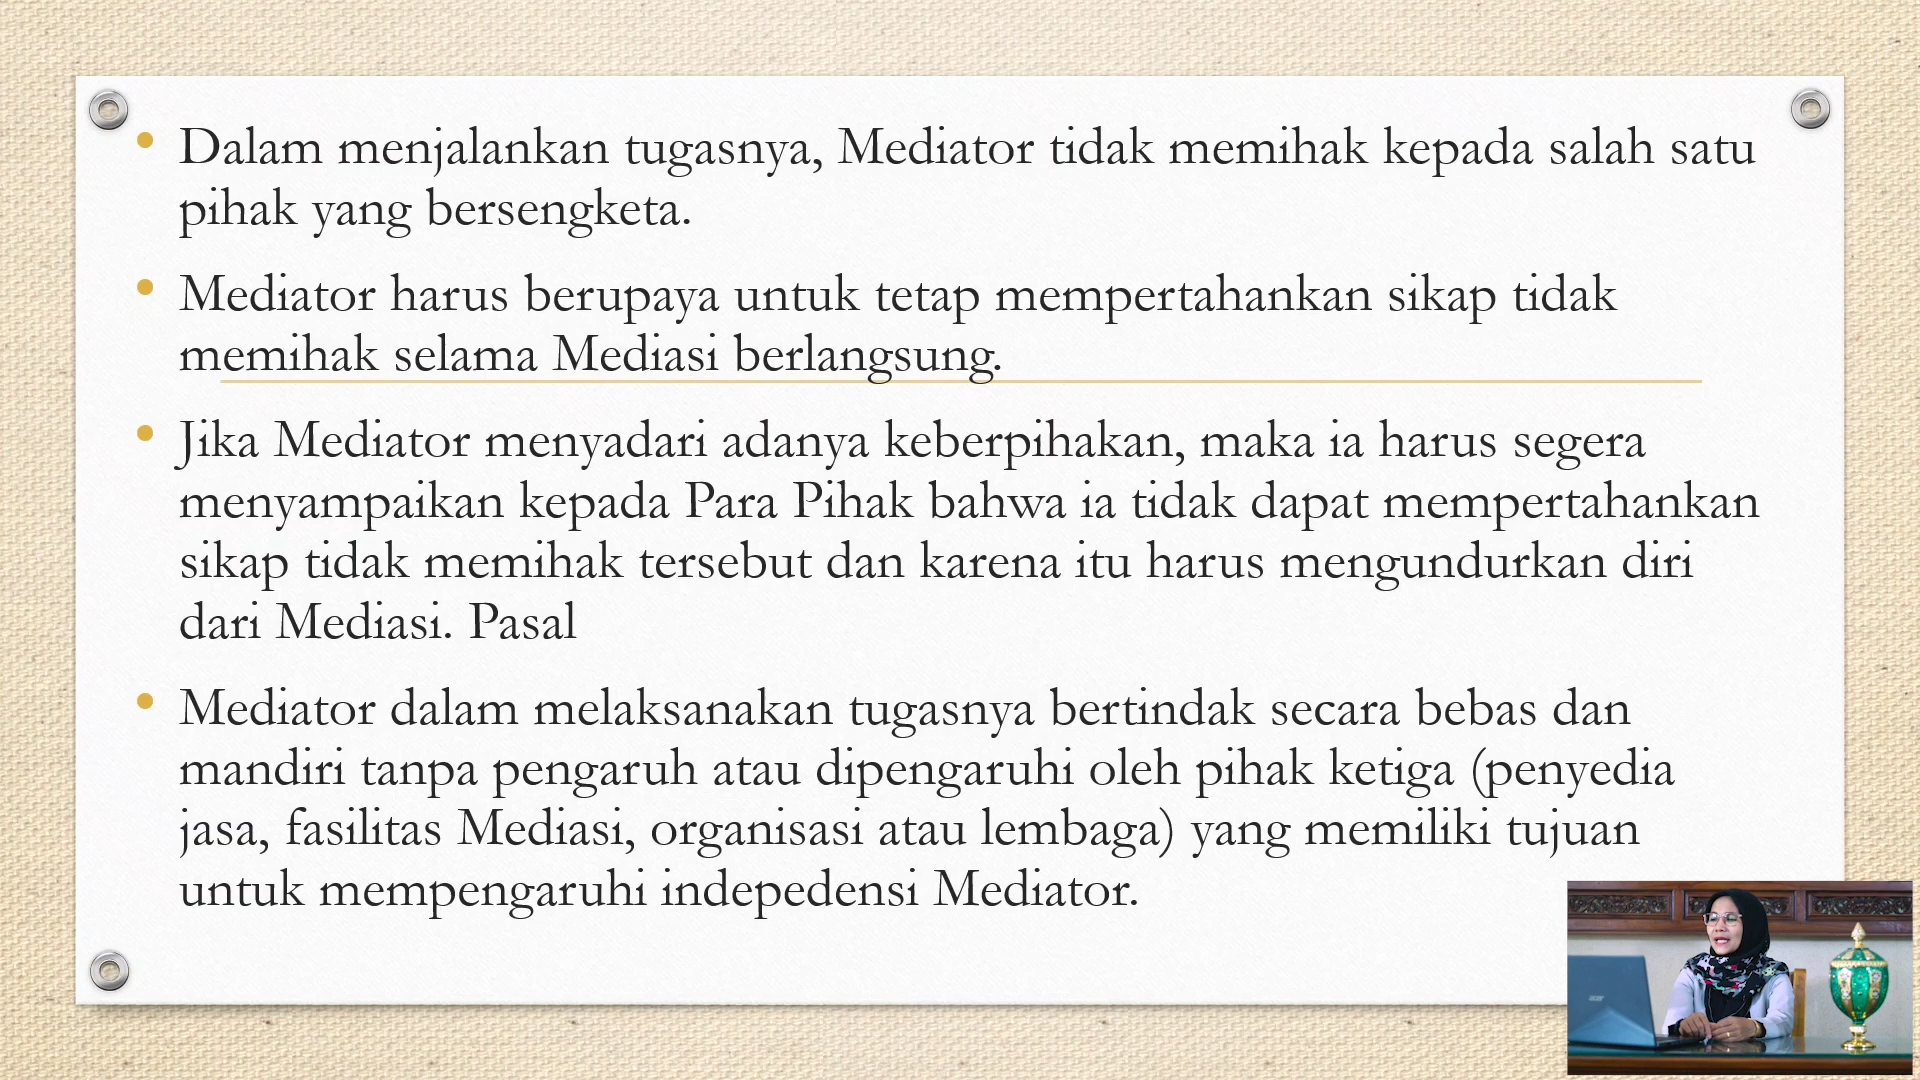 • Dalam menjalankan tugasnya, Mediator tidak memihak kepada salah satu
pihak yang bersengketa.
• Mediator harus berupaya untuk tetap mempertahankan sikap tidak
memihak selama Mediasi berlangsung.
• Jika Mediator menyadari adanya keberpihakan, maka ia harus segera
menyampaikan kepada Para Pihak bahwa ia tidak dapat mempertahankan
sikap tidak memihak tersebut dan karena itu harus mengundurkan diri
dari Mediasi. Pasal
• Mediator dalam melaksanakan tugasnya bertindak secara bebas dan
mandiri tanpa pengaruh atau dipengaruhi oleh pihak ketiga (penyedia
jasa, fasilitas Mediasi, organisasi atau lembaga) yang memiliki tujuan
untuk mempengaruhi indepedensi Mediator.
acer